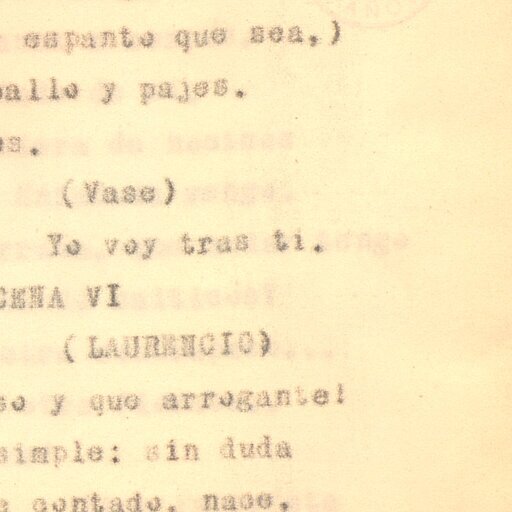 espanto que sea,)
ballo y pajes.
es.
(Vase)
Yo voy tras ti.
CENA VI
(LAURENCIO)
so y que arrogante!
simple: sin duda
contado, nace,